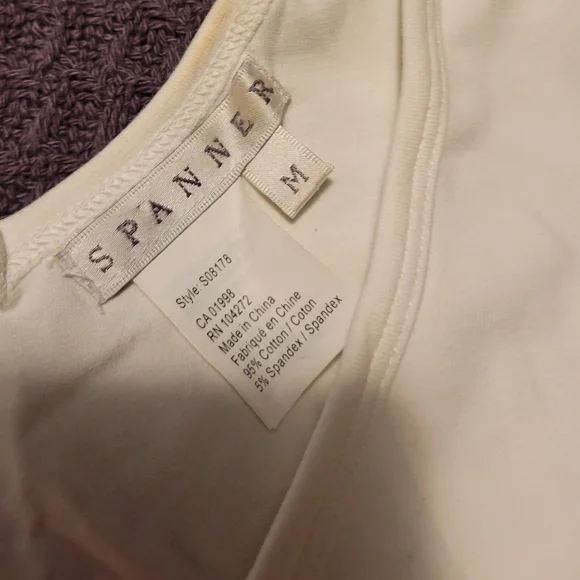 SPANNER
M
Style: S08178
CA 01998
RN 104272
Made in China
Fabriqué en Chine
95% Cotton / Coton
5% Spandex / Spandex